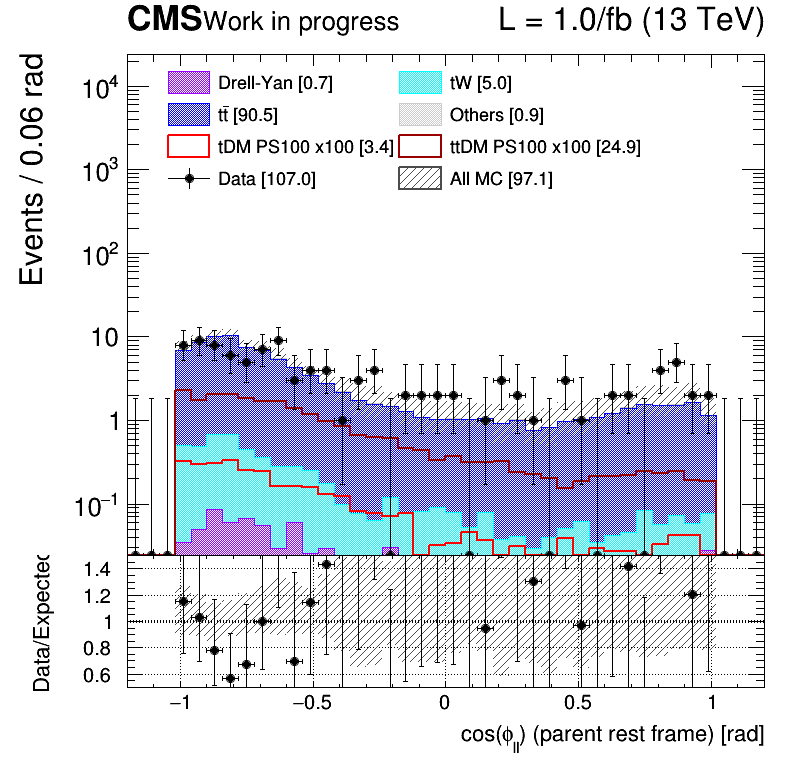 CMS Work in progress L = 1.0/fb (13 TeV)
Events / 0.06 rad
10⁴
10³
10²
10
1
10⁻¹
Drell-Yan [0.7] tW [5.0]
tt̄ [90.5] Others [0.9]
tDM PS100 x100 [3.4] ttDM PS100 x100 [24.9]
Data [107.0] All MC [97.1]
Data/Expected
1.4
1.2
1
0.8
0.6
−1 −0.5 0 0.5 1
cos(ϕ_ll) (parent rest frame) [rad]